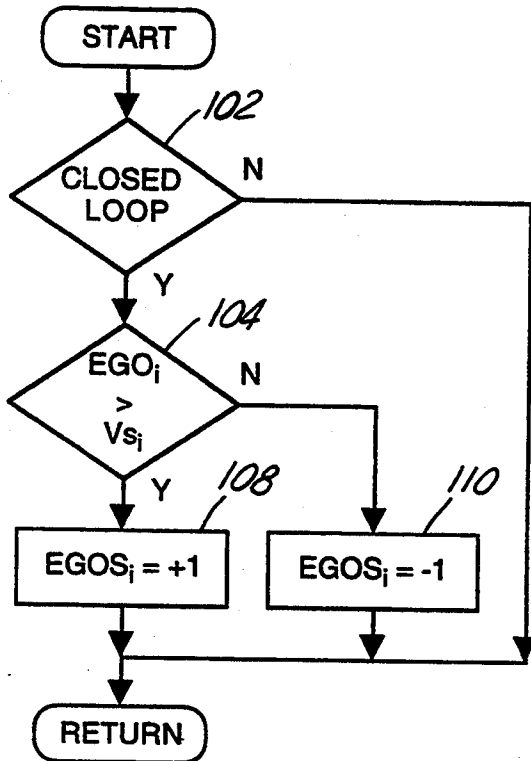 START
102
CLOSED
LOOP
N
Y
104
EGOi
>
Vsi
N
Y
108
EGOSi = +1
110
EGOSi = -1
RETURN